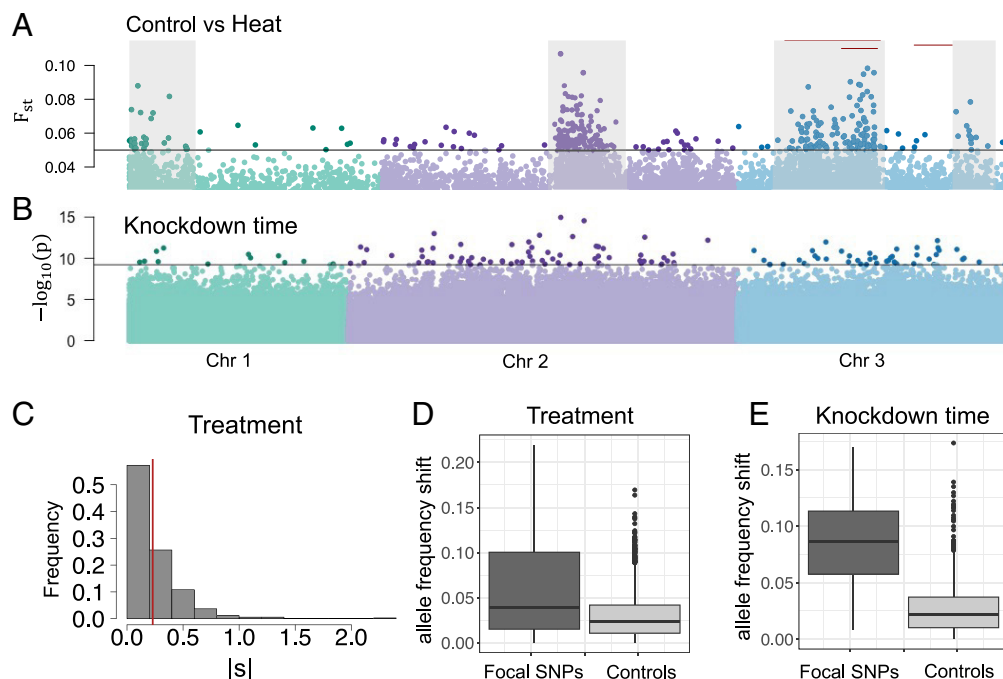 A
Control vs Heat
F_st
0.10
0.08
0.06
0.04
B
Knockdown time
−log₁₀(p)
15
10
5
0
Chr 1
Chr 2
Chr 3
C
Treatment
Frequency
0.5
0.4
0.3
0.2
0.1
0.0
0.0 0.5 1.0 1.5 2.0
|s|
D
Treatment
allele frequency shift
0.20
0.15
0.10
0.05
0.00
Focal SNPs Controls
E
Knockdown time
allele frequency shift
0.15
0.10
0.05
0.00
Focal SNPs Controls